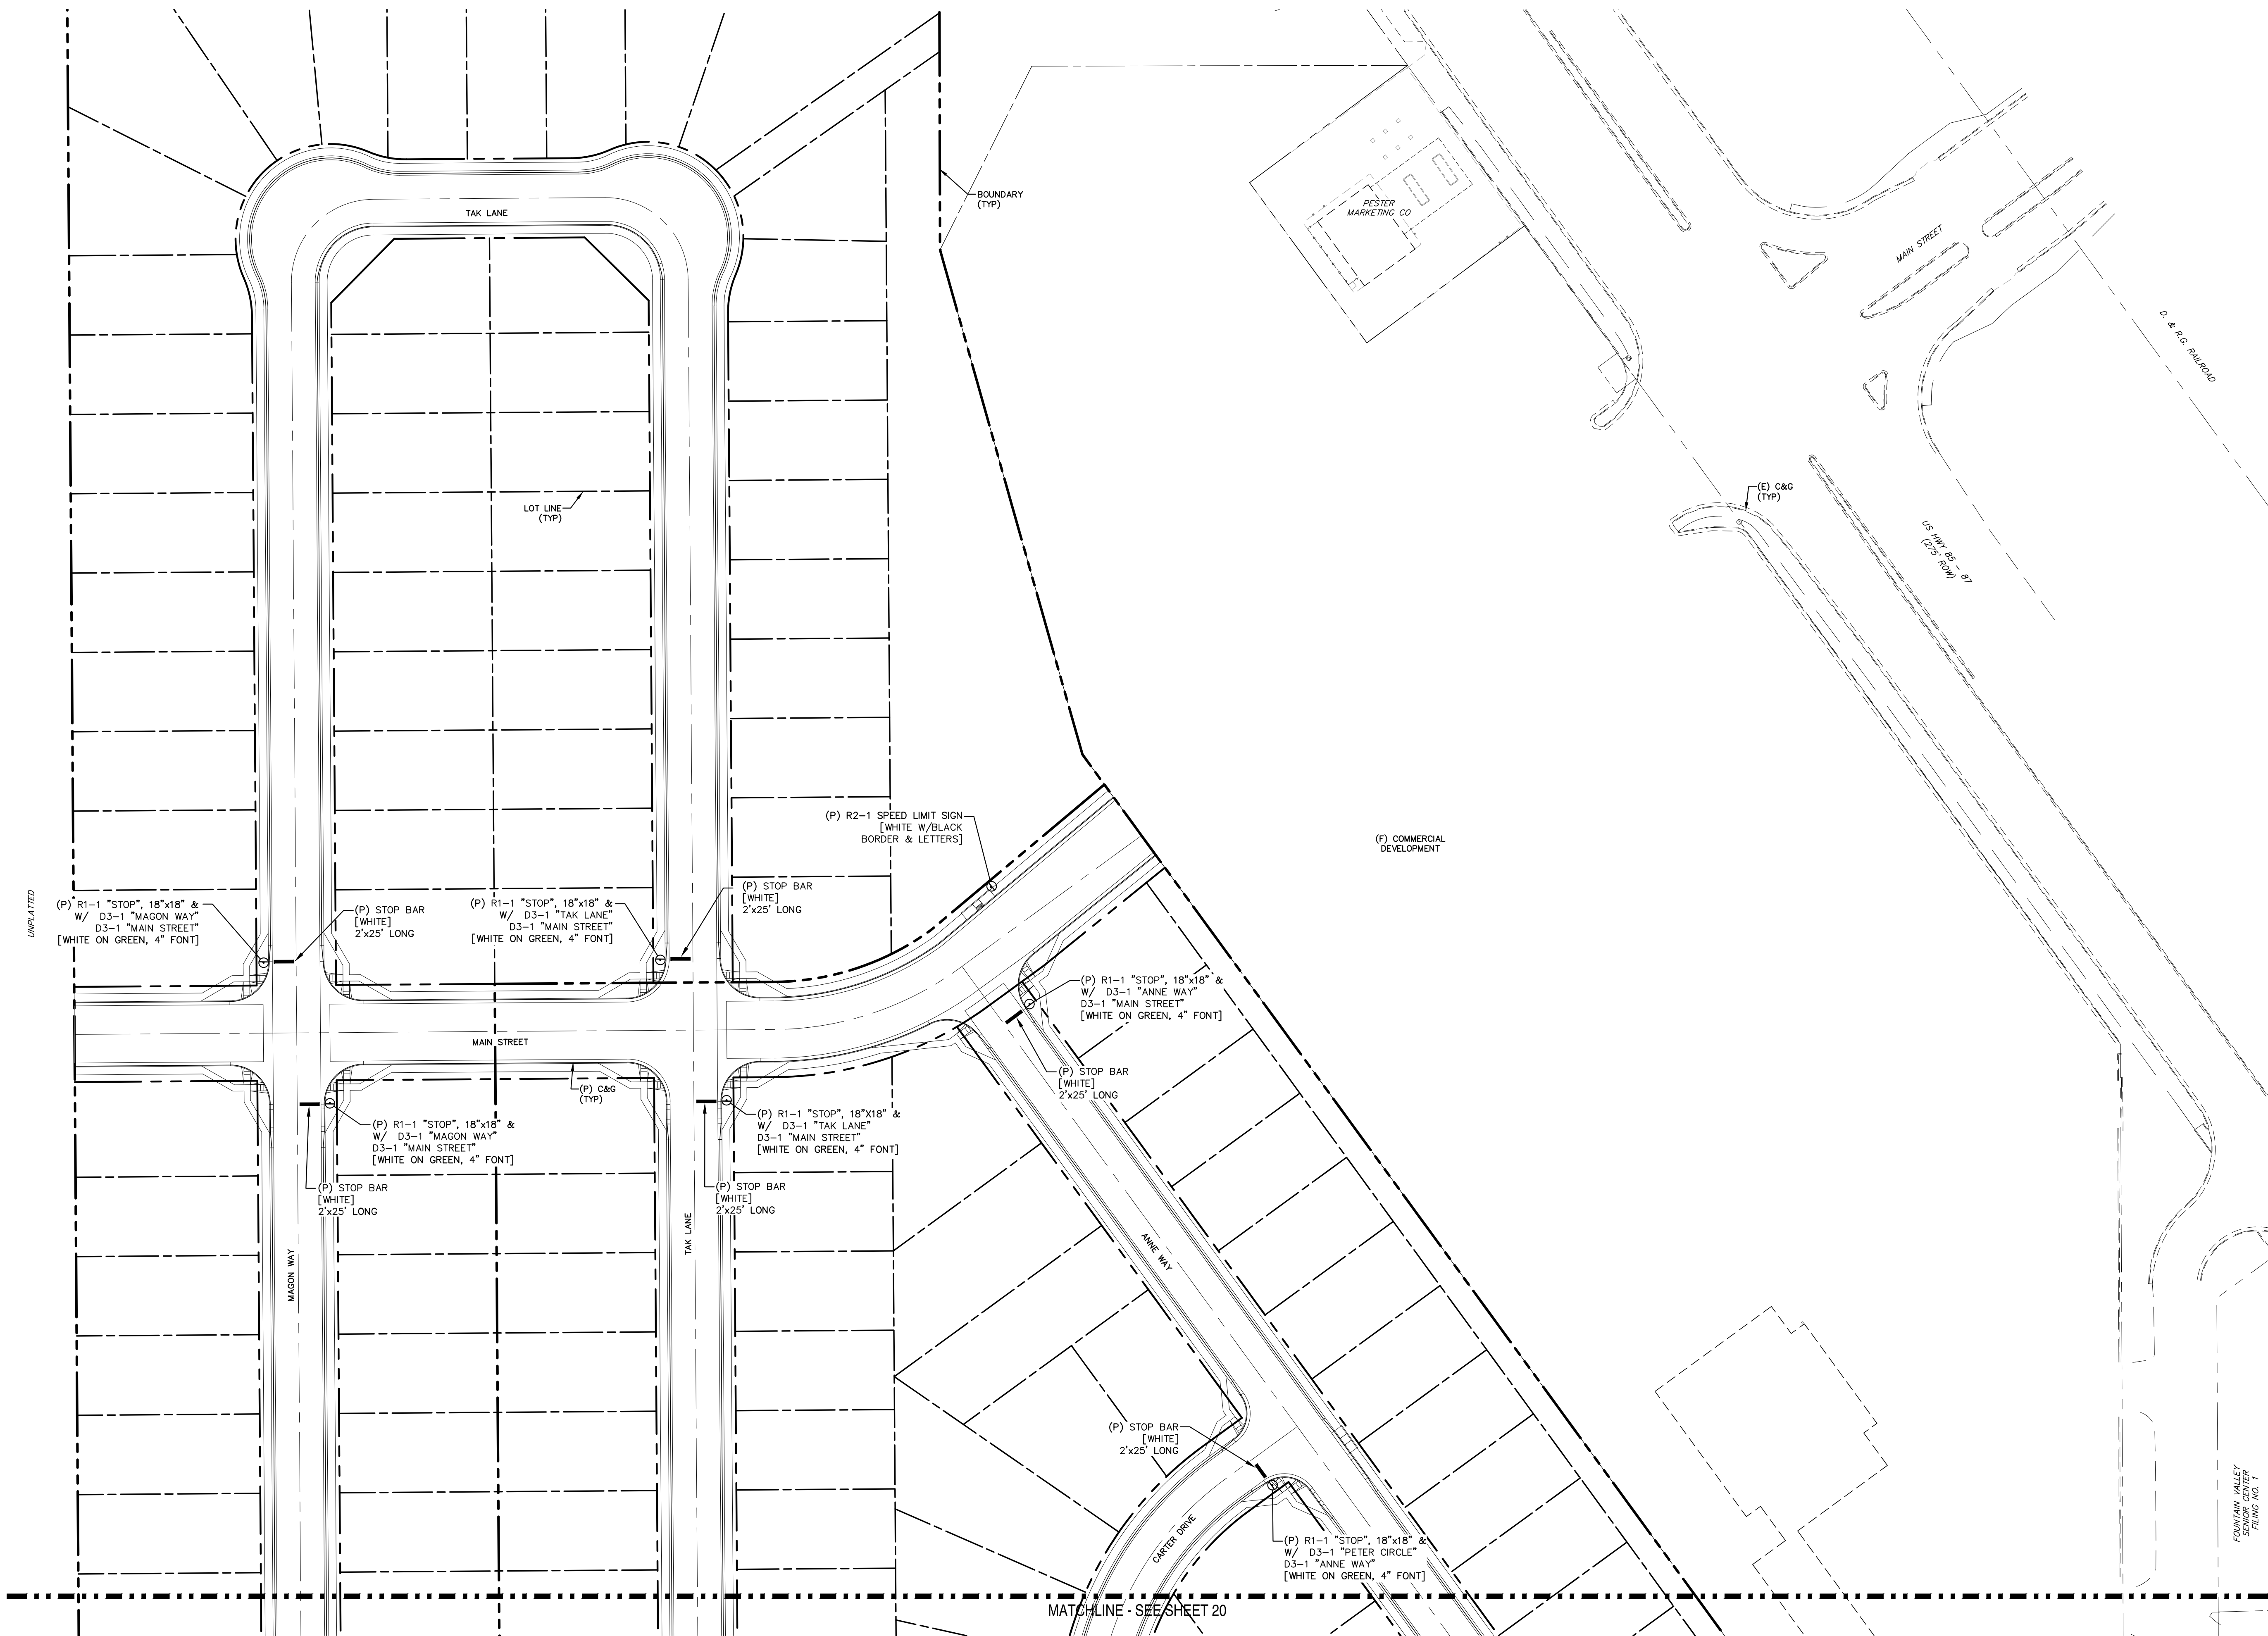 TAK LANE
BOUNDARY
(TYP)
PESTER
MARKETING CO
MAIN STREET
D. & R.G. RAILROAD
LOT LINE
(TYP)
(E) C&G
(TYP)
US HWY 85 - 87
(275' ROW)
(P) R2-1 SPEED LIMIT SIGN
[WHITE W/BLACK
BORDER & LETTERS]
(F) COMMERCIAL
DEVELOPMENT
UNPLATTED
(P) R1-1 "STOP", 18"x18" &
W/ D3-1 "MAGON WAY"
D3-1 "MAIN STREET"
[WHITE ON GREEN, 4" FONT]
(P) STOP BAR
[WHITE]
2'x25' LONG
(P) R1-1 "STOP", 18"x18" &
W/ D3-1 "TAK LANE"
D3-1 "MAIN STREET"
[WHITE ON GREEN, 4" FONT]
(P) STOP BAR
[WHITE]
2'x25' LONG
(P) R1-1 "STOP", 18"x18" &
W/ D3-1 "ANNE WAY"
D3-1 "MAIN STREET"
[WHITE ON GREEN, 4" FONT]
MAIN STREET
(P) STOP BAR
[WHITE]
2'x25' LONG
(P) C&G
(TYP)
(P) R1-1 "STOP", 18"x18" &
W/ D3-1 "MAGON WAY"
D3-1 "MAIN STREET"
[WHITE ON GREEN, 4" FONT]
(P) R1-1 "STOP", 18"X18" &
W/ D3-1 "TAK LANE"
D3-1 "MAIN STREET"
[WHITE ON GREEN, 4" FONT]
(P) STOP BAR
[WHITE]
2'x25' LONG
(P) STOP BAR
[WHITE]
2'x25' LONG
MAGON WAY
TAK LANE
ANNE WAY
(P) STOP BAR
[WHITE]
2'x25' LONG
CARTER DRIVE
(P) R1-1 "STOP", 18"x18" &
W/ D3-1 "PETER CIRCLE"
D3-1 "ANNE WAY"
[WHITE ON GREEN, 4" FONT]
FOUNTAIN VALLEY
SENIOR CENTER
FILING NO. 1
MATCHLINE - SEE SHEET 20